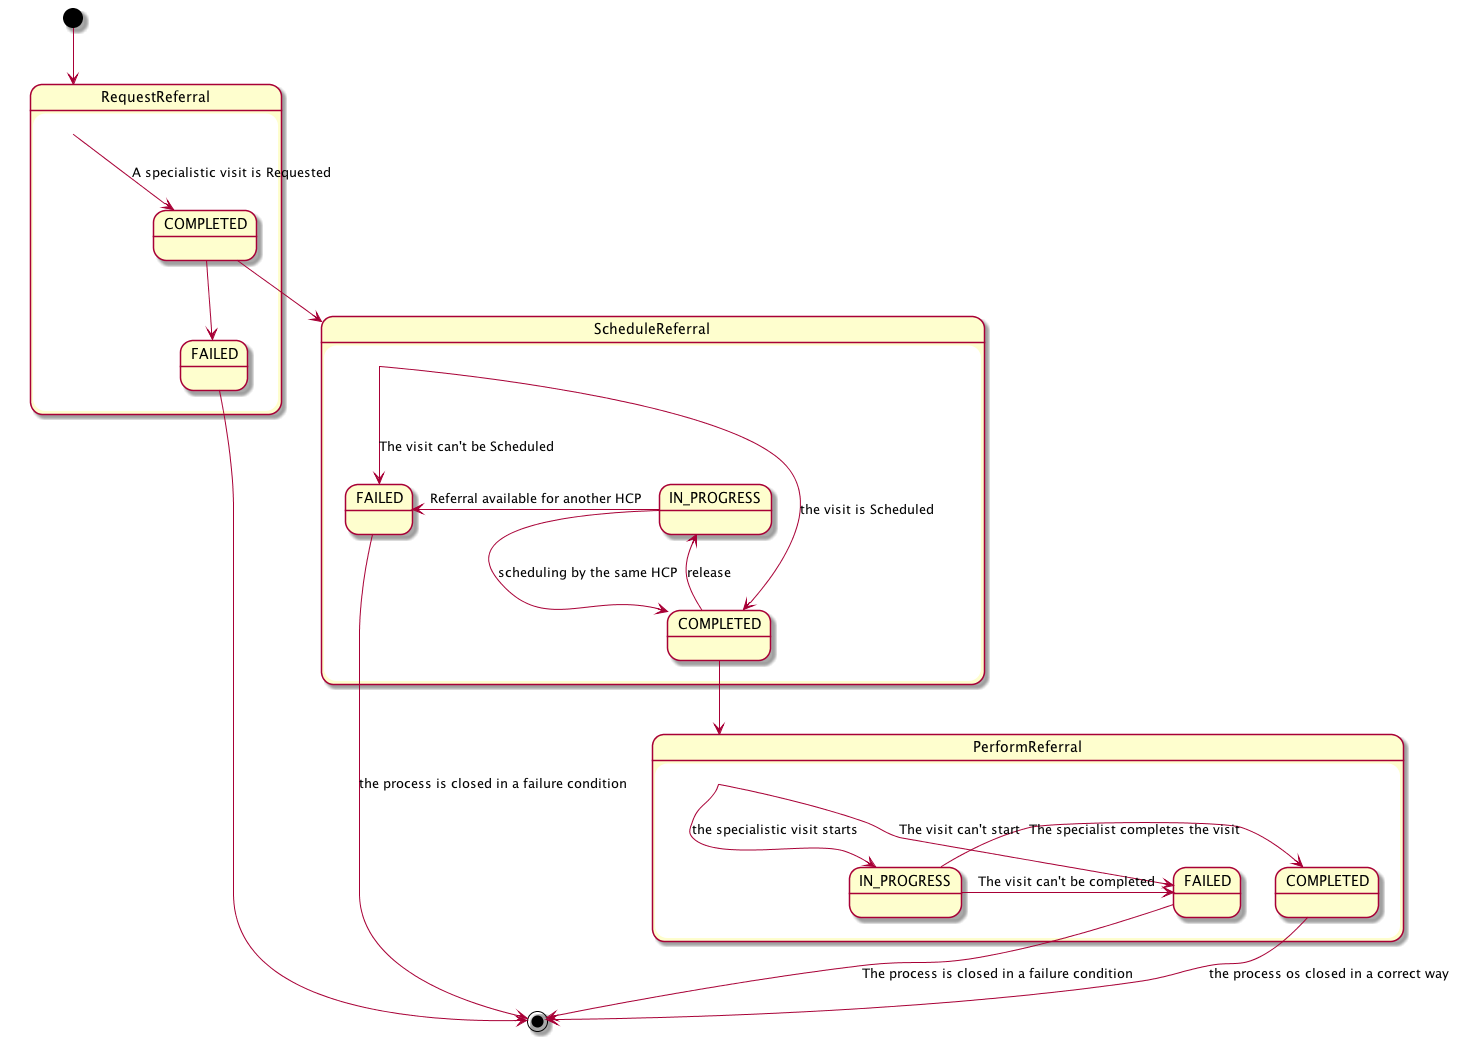 RequestReferral
A specialistic visit is Requested
COMPLETED
FAILED
ScheduleReferral
The visit can't be Scheduled
FAILED
Referral available for another HCP
IN_PROGRESS
the visit is Scheduled
scheduling by the same HCP
release
COMPLETED
PerformReferral
the process is closed in a failure condition
the specialistic visit starts
The visit can't start
The specialist completes the visit
IN_PROGRESS
The visit can't be completed
FAILED
COMPLETED
The process is closed in a failure condition
the process os closed in a correct way